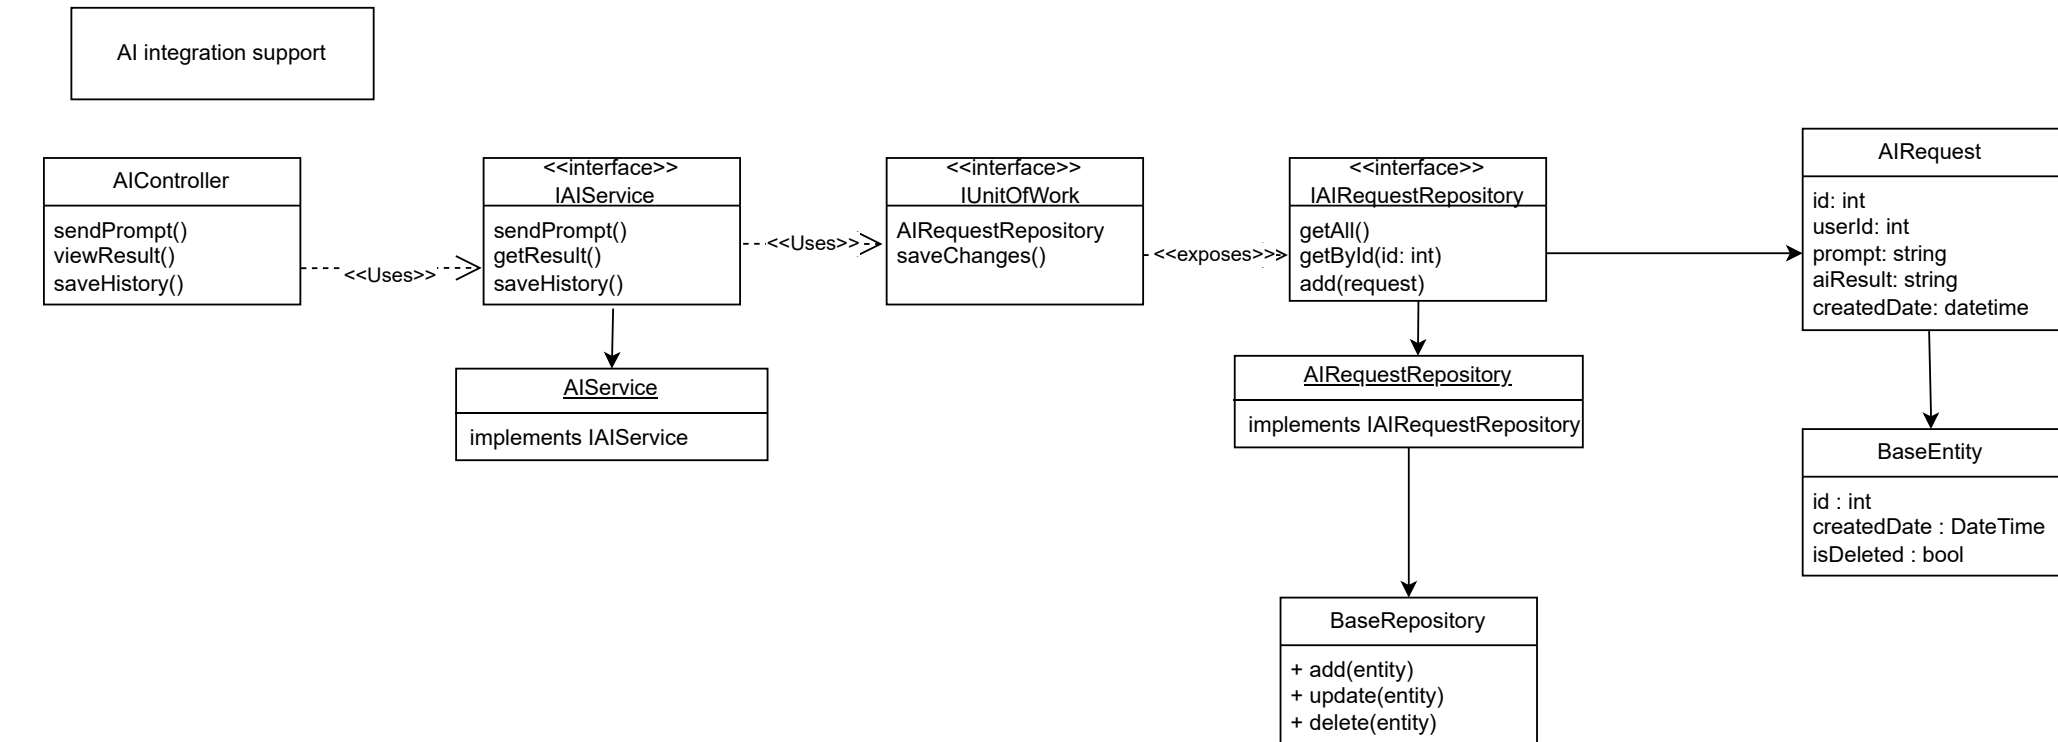 AI integration support
AIController
sendPrompt()
viewResult()
saveHistory()
<<Uses>>
<<interface>>
IAIService
sendPrompt()
getResult()
saveHistory()
<<Uses>>
<<interface>>
IUnitOfWork
AIRequestRepository
saveChanges()
<<exposes>>
<<interface>>
IAIRequestRepository
getAll()
getById(id: int)
add(request)
AIRequest
id: int
userId: int
prompt: string
aiResult: string
createdDate: datetime
AIService
implements IAIService
AIRequestRepository
implements IAIRequestRepository
BaseEntity
id : int
createdDate : DateTime
isDeleted : bool
BaseRepository
+ add(entity)
+ update(entity)
+ delete(entity)